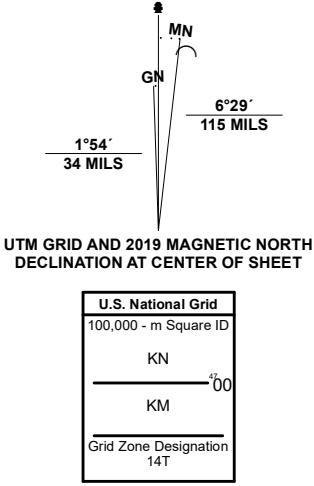 MN
GN
6°29´
115 MILS
1°54´
34 MILS
UTM GRID AND 2019 MAGNETIC NORTH
DECLINATION AT CENTER OF SHEET
U.S. National Grid
100,000 - m Square ID
KN
4700
KM
Grid Zone Designation
14T